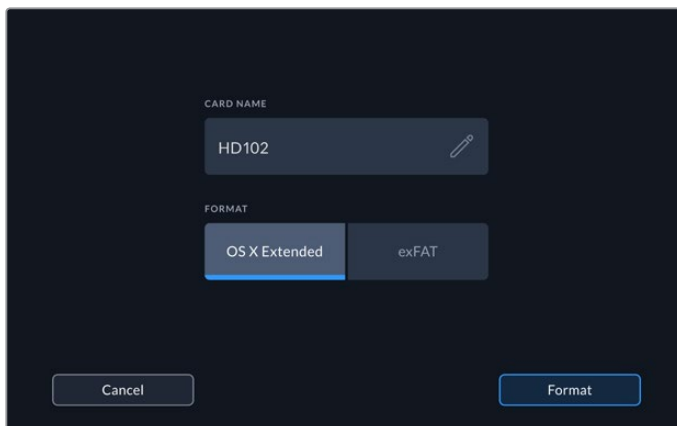 CARD NAME
HD102
FORMAT
OS X Extended
exFAT
Cancel
Format